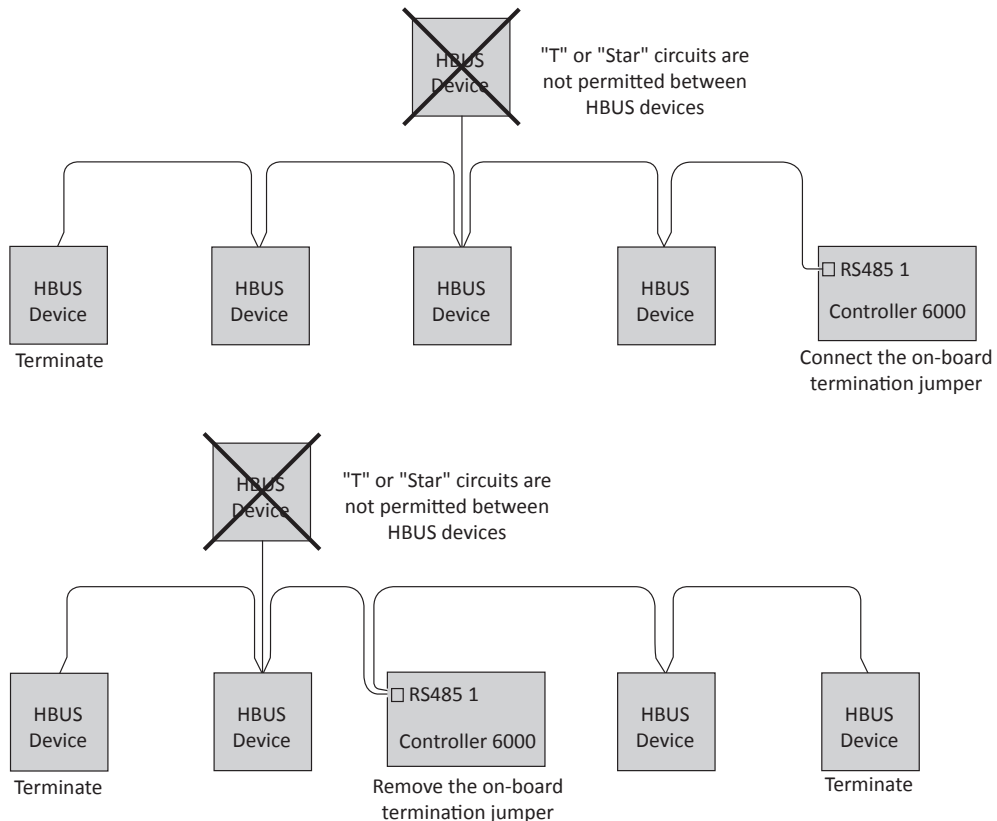 HBUS
Device
"T" or "Star" circuits are
not permitted between
HBUS devices
HBUS
Device
Terminate
HBUS
Device
HBUS
Device
HBUS
Device
RS485 1
Controller 6000
Connect the on-board
termination jumper
HBUS
Device
"T" or "Star" circuits are
not permitted between
HBUS devices
HBUS
Device
Terminate
HBUS
Device
RS485 1
Controller 6000
Remove the on-board
termination jumper
HBUS
Device
HBUS
Device
Terminate